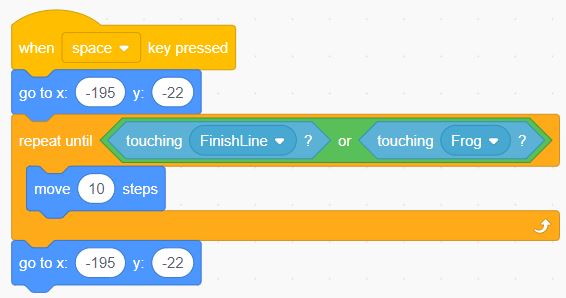 when space key pressed
go to x: -195 y: -22
repeat until touching FinishLine ? or touching Frog ?
move 10 steps
go to x: -195 y: -22